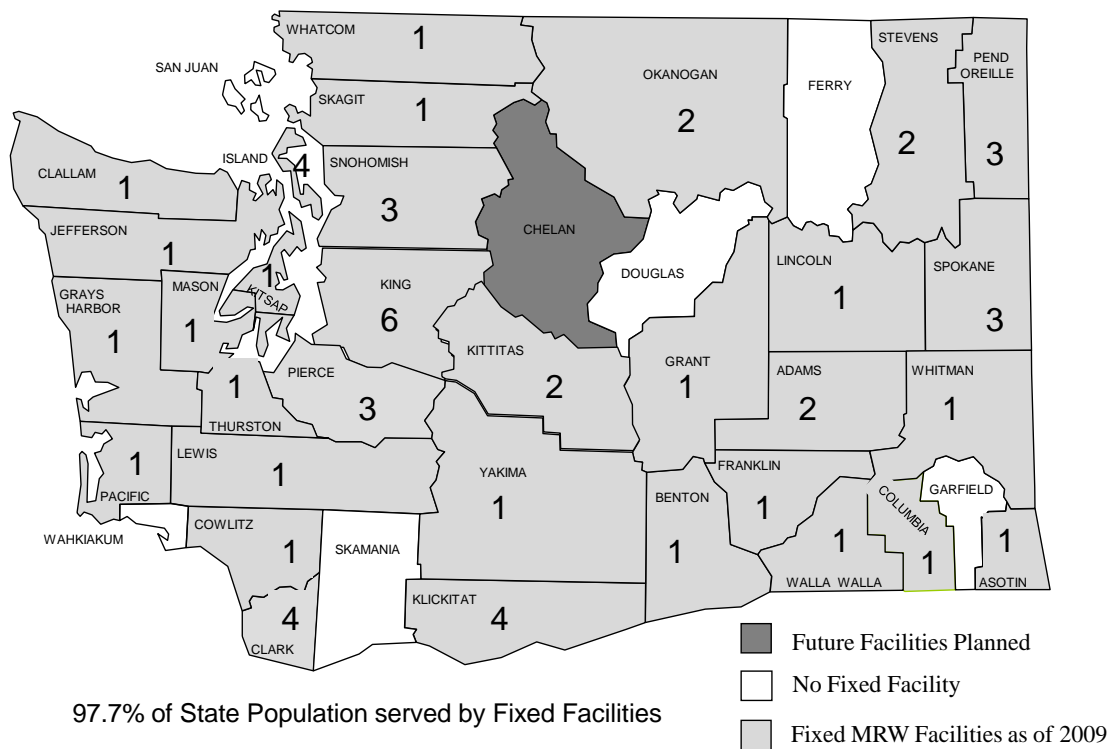 WHATCOM
1
STEVENS
PEND
OREILLE
SAN JUAN
OKANOGAN
FERRY
SKAGIT
1
2
2
3
ISLAND
4
SNOHOMISH
3
CLALLAM
1
CHELAN
JEFFERSON
1
DOUGLAS
LINCOLN
1
SPOKANE
3
GRAYS
HARBOR
1
MASON
1
1
KITSAP
KING
6
KITTITAS
2
GRANT
1
ADAMS
2
WHITMAN
1
PIERCE
3
1
THURSTON
LEWIS
1
1
PACIFIC
YAKIMA
1
BENTON
1
FRANKLIN
1
COLUMBIA
1
GARFIELD
WAHKIAKUM
COWLITZ
1
SKAMANIA
1
WALLA WALLA
1
ASOTIN
KLICKITAT
4
4
CLARK
Future Facilities Planned
No Fixed Facility
Fixed MRW Facilities as of 2009
97.7% of State Population served by Fixed Facilities